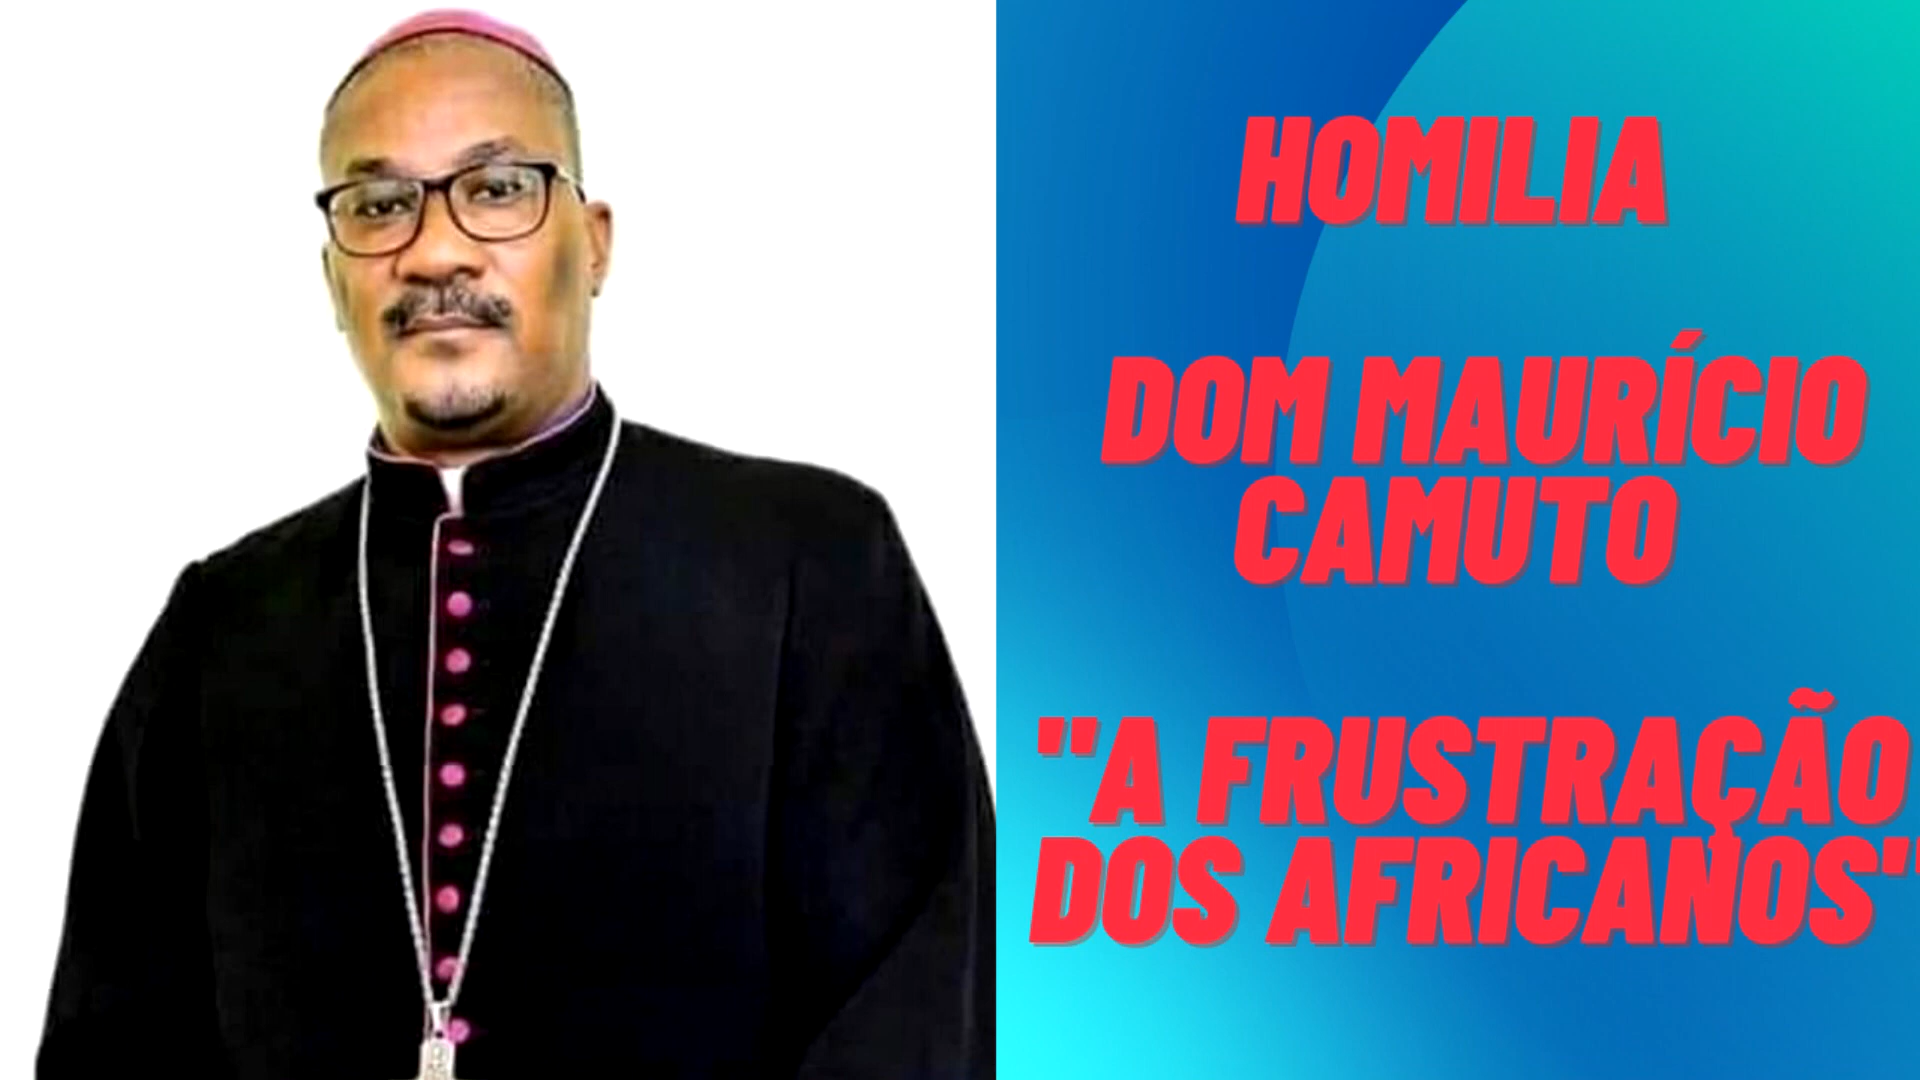 HOMILIA
DOM MAURÍCIO
CAMUTO
"A FRUSTRAÇÃO
DOS AFRICANOS"